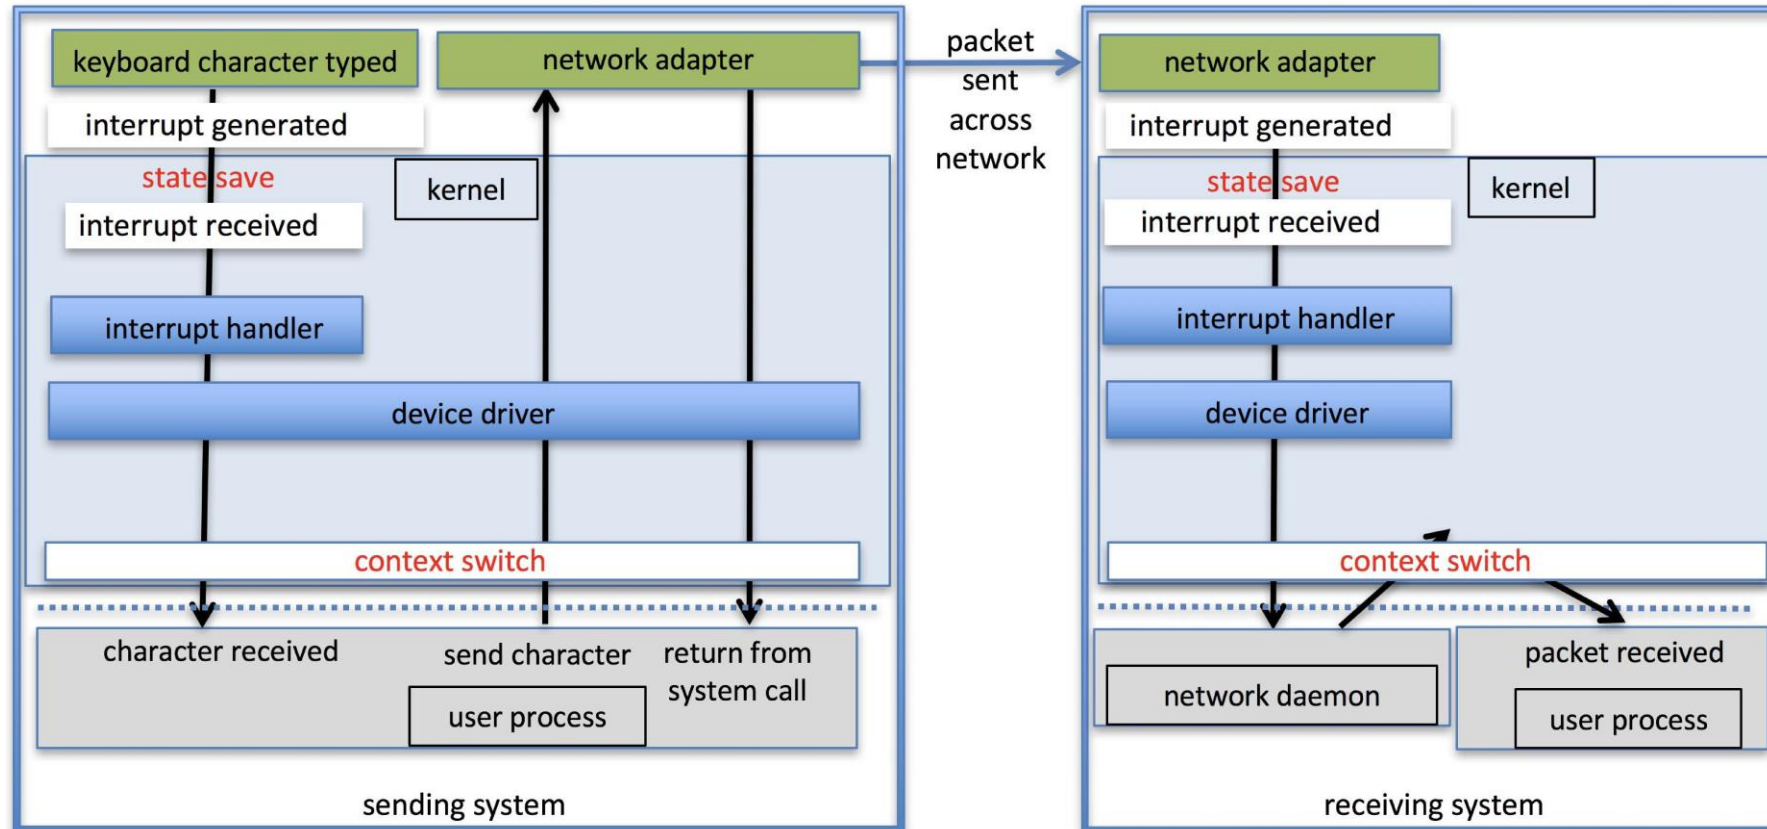 keyboard character typed
network adapter
interrupt generated
state save
kernel
interrupt received
interrupt handler
device driver
context switch
character received
send character
return from
system call
user process
sending system
packet
sent
across
network
network adapter
interrupt generated
state save
kernel
interrupt received
interrupt handler
device driver
context switch
network daemon
packet received
user process
receiving system